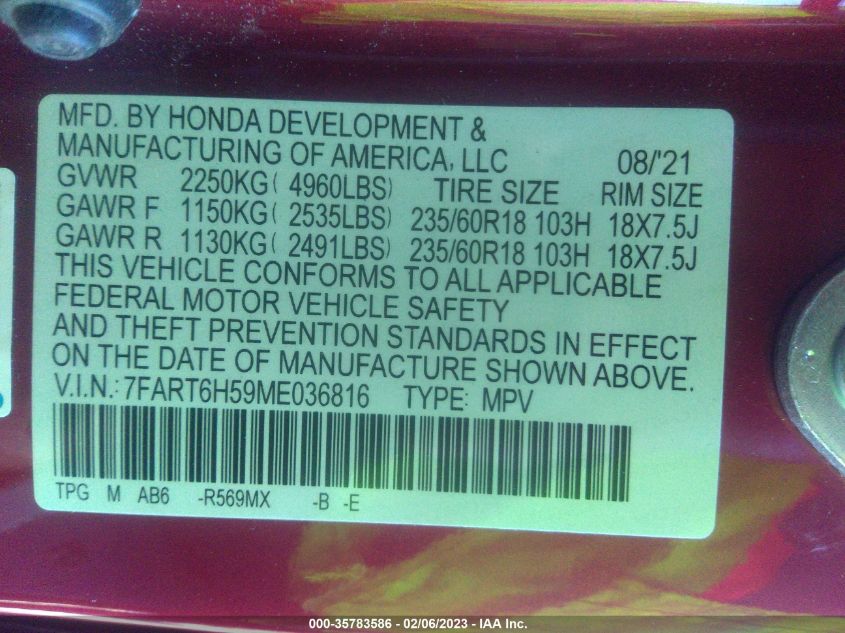 MFD. BY HONDA DEVELOPMENT &
MANUFACTURING OF AMERICA, LLC 08/'21
GVWR 2250KG( 4960LBS) TIRE SIZE RIM SIZE
GAWR F 1150KG( 2535LBS) 235/60R18 103H 18X7.5J
GAWR R 1130KG( 2491LBS) 235/60R18 103H 18X7.5J
THIS VEHICLE CONFORMS TO ALL APPLICABLE
FEDERAL MOTOR VEHICLE SAFETY
AND THEFT PREVENTION STANDARDS IN EFFECT
ON THE DATE OF MANUFACTURE SHOWN ABOVE.
V.I.N.: 7FART6H59ME036816 TYPE: MPV
TPG M AB6 -R569MX -B -E
000-35783586 - 02/06/2023 - IAA Inc.